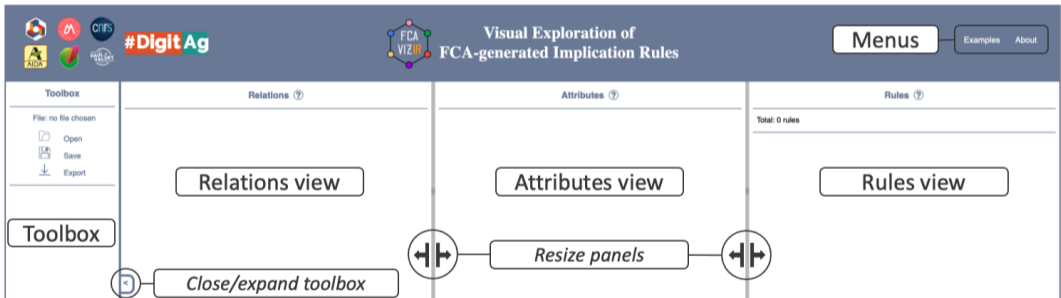 cnrs
AIDA
#DigitAg
FCA
VIZIR
Visual Exploration of
FCA-generated Implication Rules
Menus
Examples About
Toolbox
Relations ?
Attributes ?
Rules ?
File: no file chosen
Total: 0 rules
Open
Save
Export
Relations view
Attributes view
Rules view
Toolbox
Resize panels
Close/expand toolbox